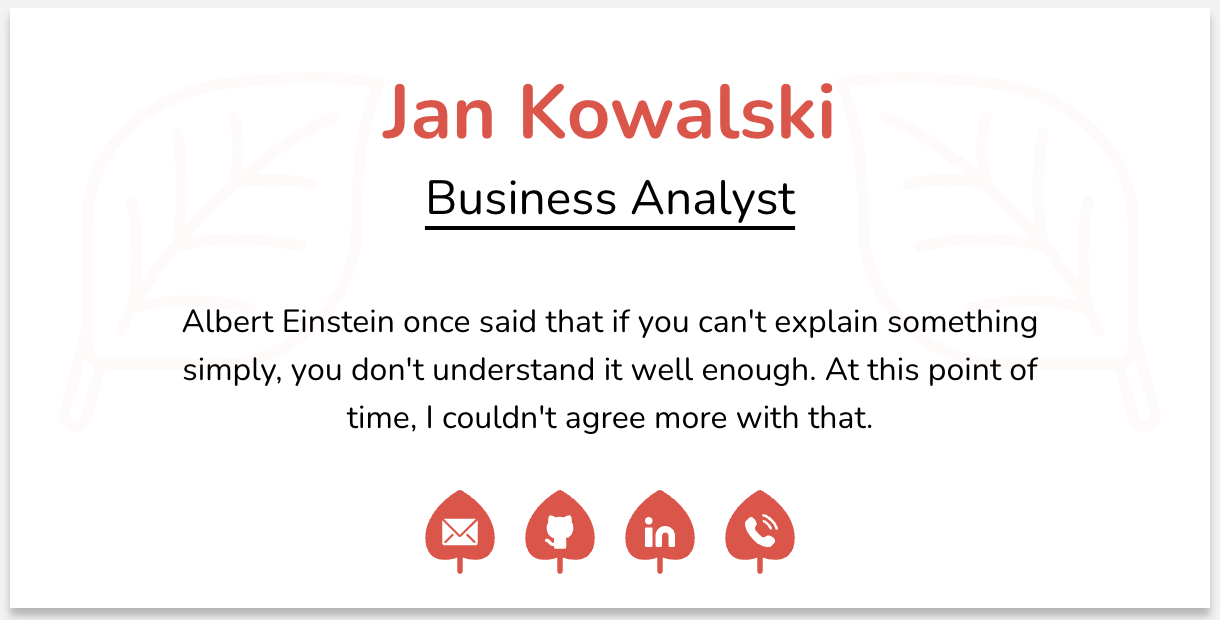 Jan Kowalski
Business Analyst
Albert Einstein once said that if you can't explain something
simply, you don't understand it well enough. At this point of
time, I couldn't agree more with that.
in